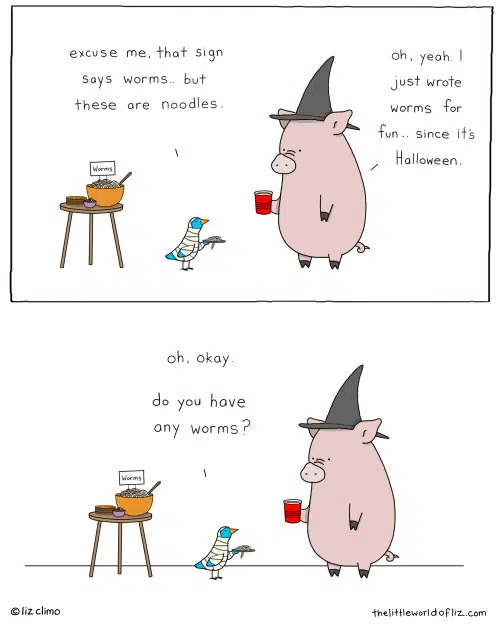 excuse me, that sign
says worms.. but
these are noodles.
oh, yeah. I
just wrote
worms for
fun.. since it's
Halloween.
Worms
oh, okay.
do you have
any worms?
Worms
©liz climo
thelittleworldofliz.com